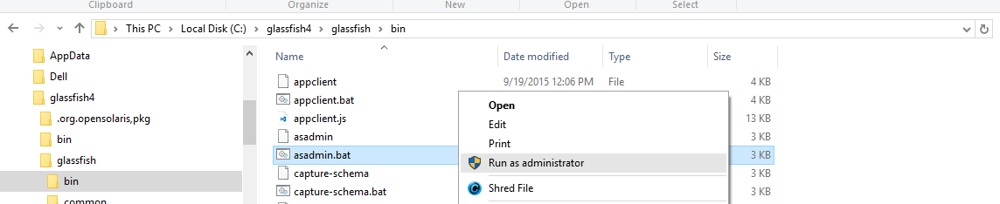 Clipboard Organize New Open Select
This PC Local Disk (C:) glassfish4 glassfish bin
AppData
Dell
glassfish4
.org.opensolaris,pkg
bin
glassfish
bin
common
Name Date modified Type Size
appclient 9/19/2015 12:06 PM File 4 KB
appclient.bat 4 KB
appclient.js 13 KB
asadmin 3 KB
asadmin.bat 3 KB
capture-schema 3 KB
capture-schema.bat 3 KB
Open
Edit
Print
Run as administrator
Shred File